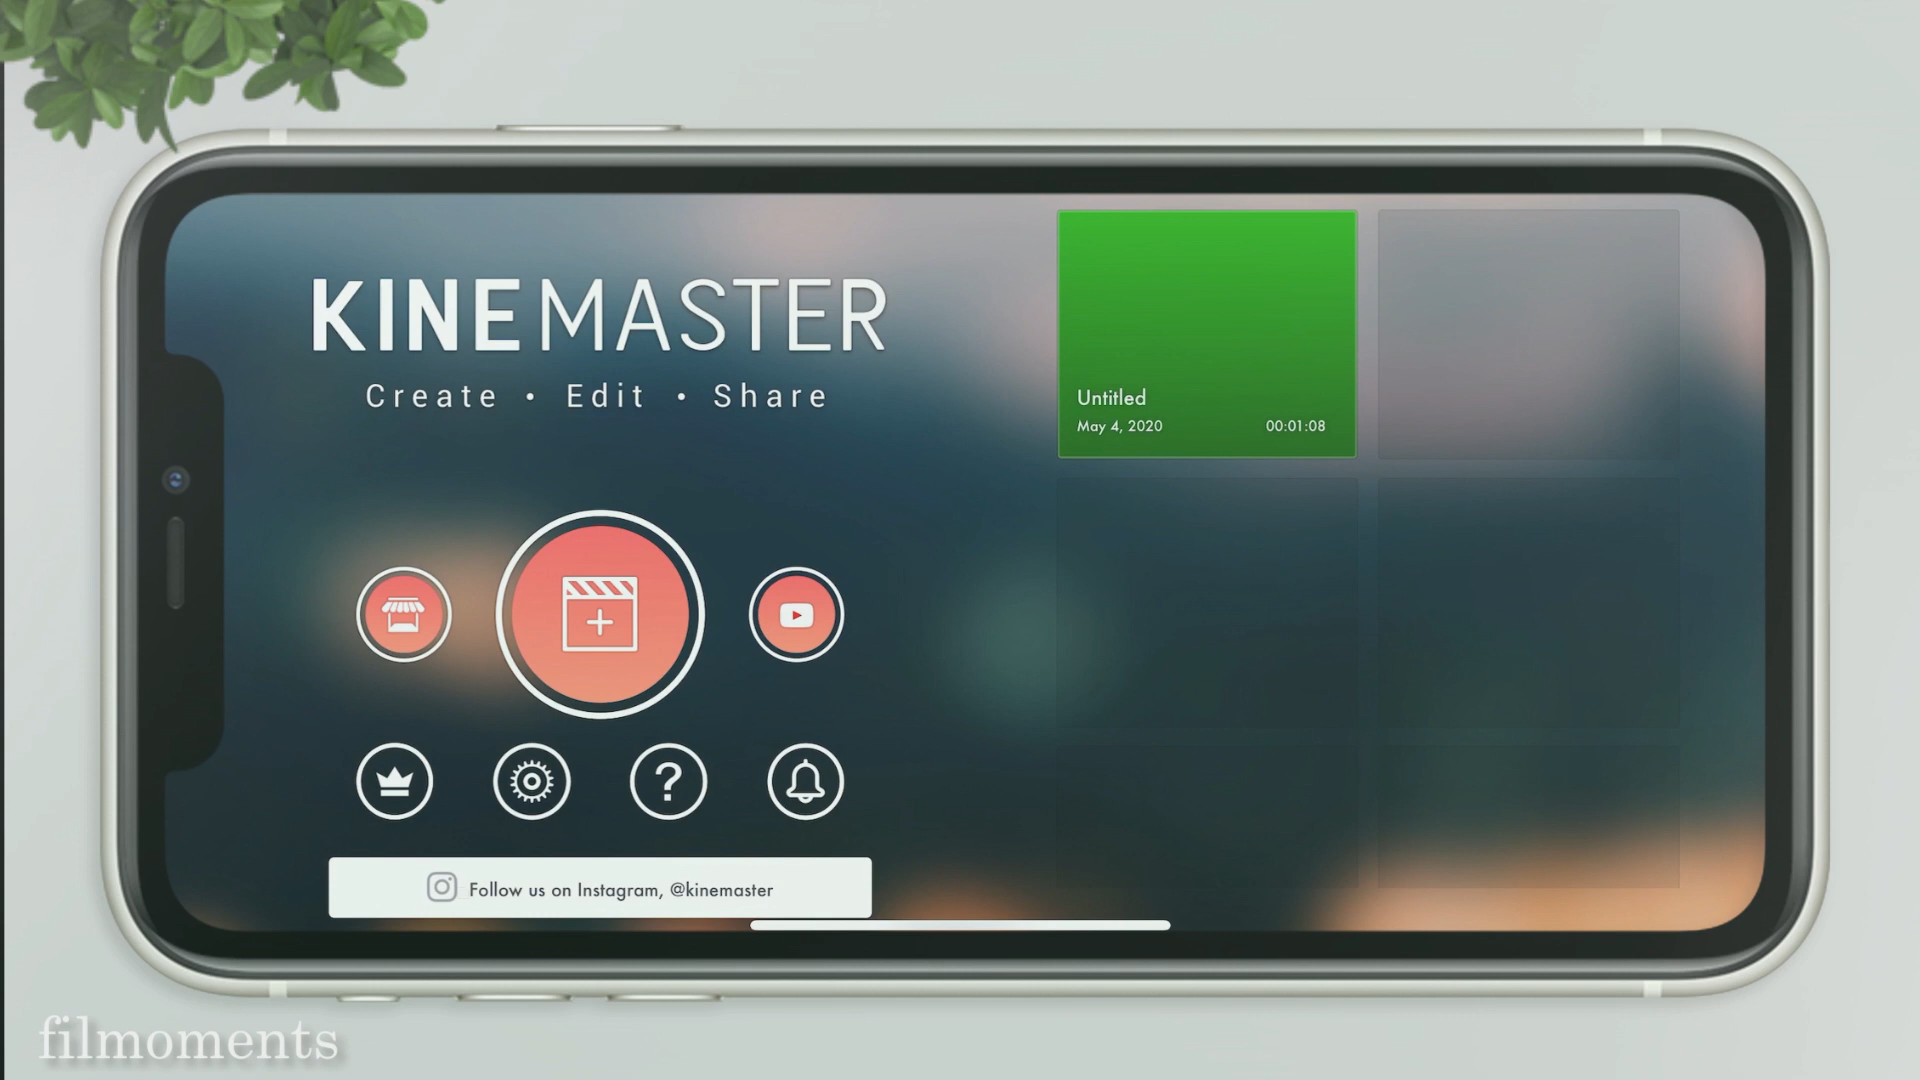 KINEMASTER
Create • Edit • Share
Untitled
May 4, 2020 00:01:08
Follow us on Instagram, @kinemaster
filmoments